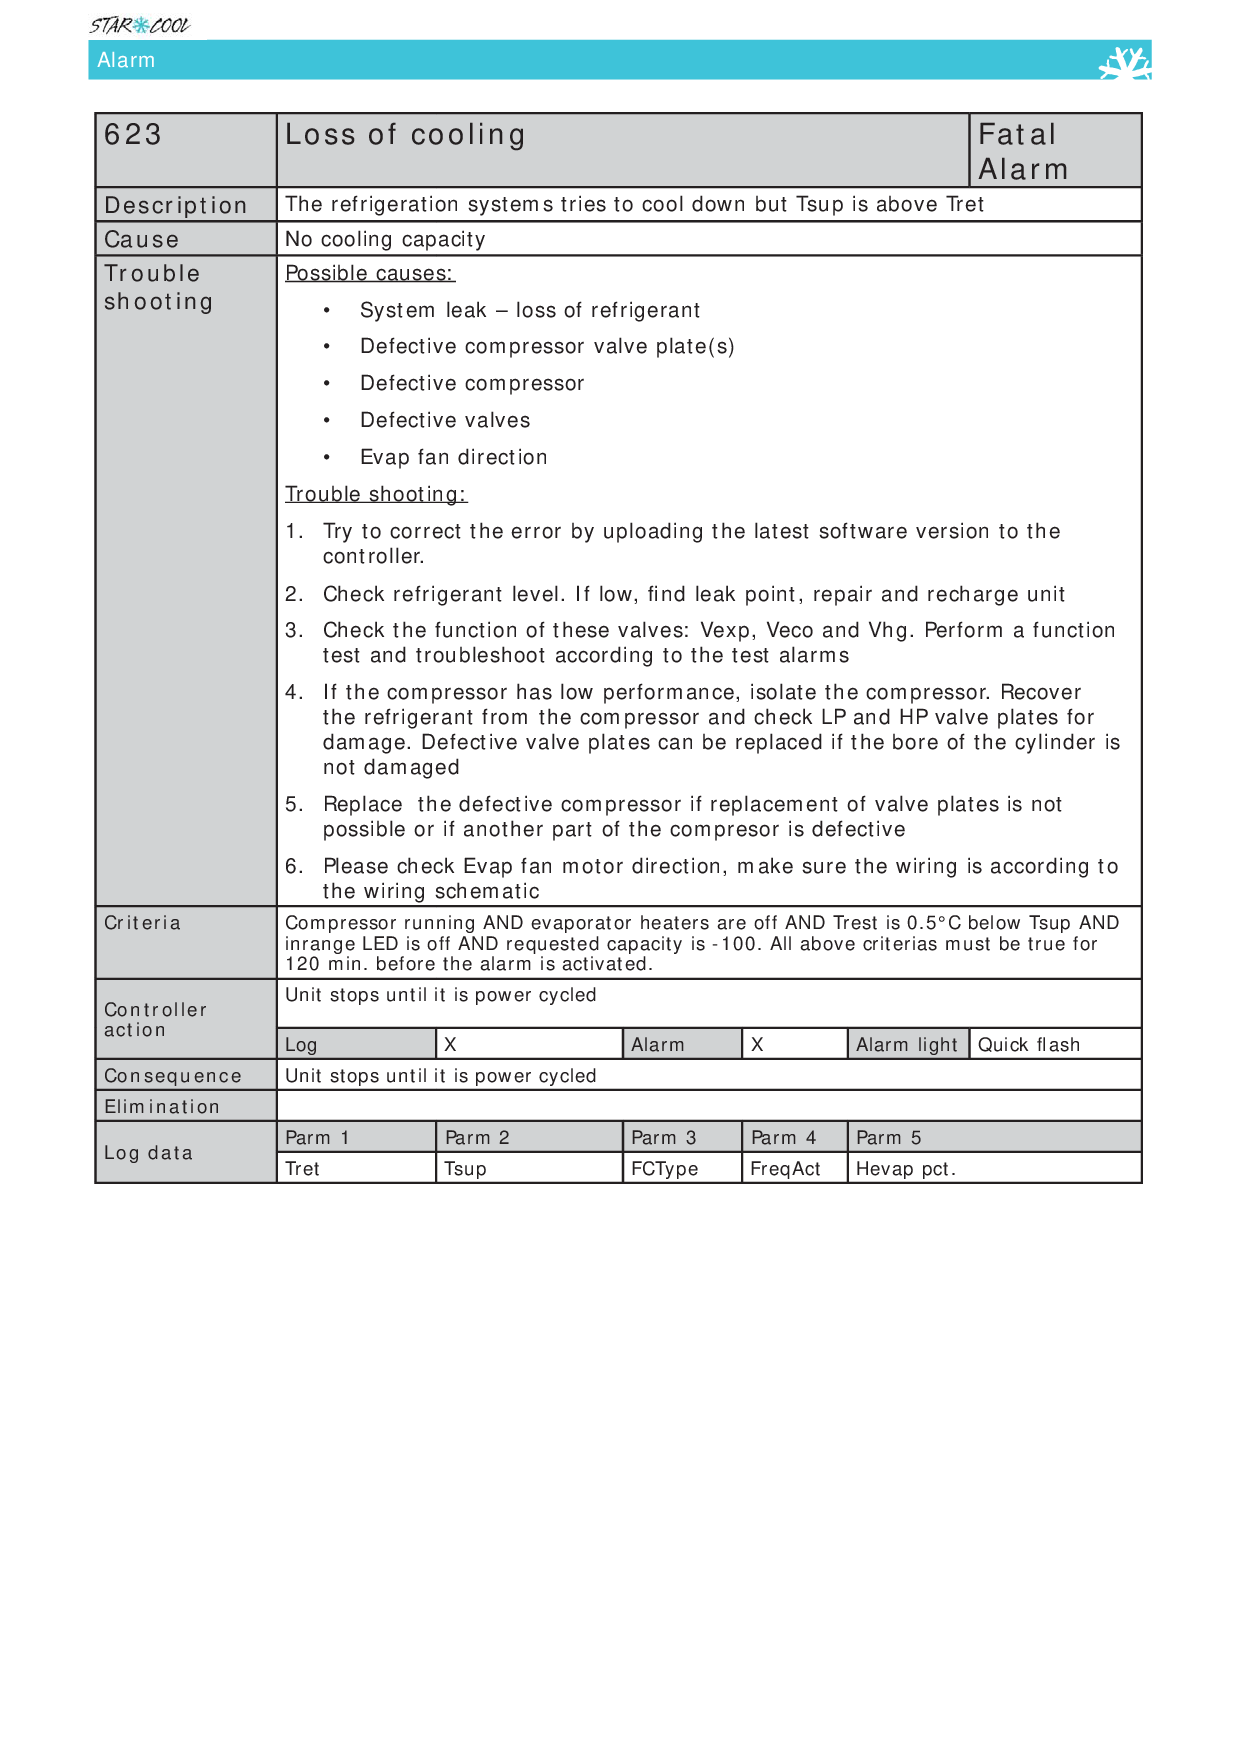 STAR COOL
Alarm
623 Loss of cooling Fatal
Alarm
Description The refrigeration systems tries to cool down but Tsup is above Tret
Cause No cooling capacity
Trouble
shooting
Possible causes:
• System leak – loss of refrigerant
• Defective compressor valve plate(s)
• Defective compressor
• Defective valves
• Evap fan direction
Trouble shooting:
1. Try to correct the error by uploading the latest software version to the
controller.
2. Check refrigerant level. If low, find leak point, repair and recharge unit
3. Check the function of these valves: Vexp, Veco and Vhg. Perform a function
test and troubleshoot according to the test alarms
4. If the compressor has low performance, isolate the compressor. Recover
the refrigerant from the compressor and check LP and HP valve plates for
damage. Defective valve plates can be replaced if the bore of the cylinder is
not damaged
5. Replace the defective compressor if replacement of valve plates is not
possible or if another part of the compresor is defective
6. Please check Evap fan motor direction, make sure the wiring is according to
the wiring schematic
Criteria Compressor running AND evaporator heaters are off AND Trest is 0.5°C below Tsup AND
inrange LED is off AND requested capacity is -100. All above criterias must be true for
120 min. before the alarm is activated.
Controller
action
Unit stops until it is power cycled
Log X Alarm X Alarm light Quick flash
Consequence Unit stops until it is power cycled
Elimination
Log data
Parm 1 Parm 2 Parm 3 Parm 4 Parm 5
Tret Tsup FCType FreqAct Hevap pct.